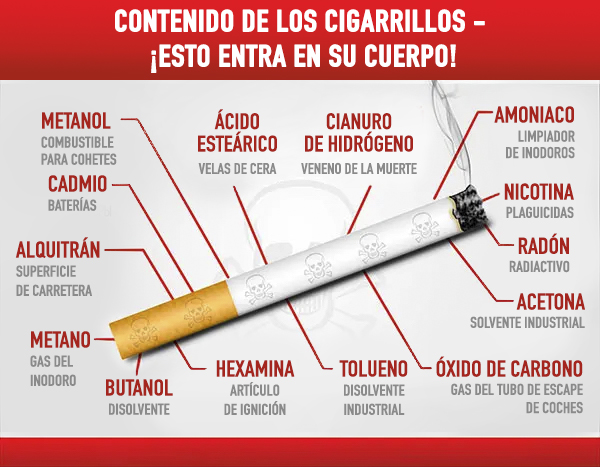 CONTENIDO DE LOS CIGARRILLOS -
¡ESTO ENTRA EN SU CUERPO!
METANOL
COMBUSTIBLE
PARA COHETES
ÁCIDO
ESTEÁRICO
VELAS DE CERA
CIANURO
DE HIDRÓGENO
VENENO DE LA MUERTE
AMONIACO
LIMPIADOR
DE INODOROS
CADMIO
BATERÍAS
NICOTINA
PLAGUICIDAS
ALQUITRÁN
SUPERFICIE
DE CARRETERA
RADÓN
RADIACTIVO
ACETONA
SOLVENTE INDUSTRIAL
METANO
GAS DEL
INODORO
BUTANOL
DISOLVENTE
HEXAMINA
ARTÍCULO
DE IGNICIÓN
TOLUENO
DISOLVENTE
INDUSTRIAL
ÓXIDO DE CARBONO
GAS DEL TUBO DE ESCAPE
DE COCHES